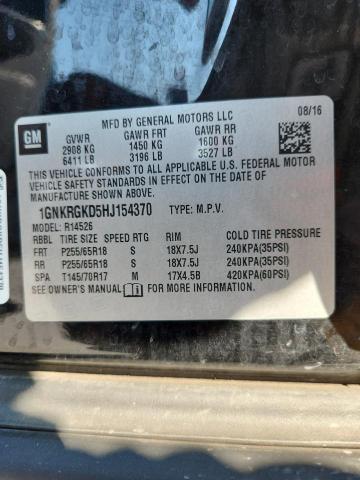 MFD BY GENERAL MOTORS LLC 08/16
GM GVWR GAWR FRT GAWR RR
2908 KG 1450 KG 1600 KG
6411 LB 3196 LB 3527 LB
THIS VEHICLE CONFORMS TO ALL APPLICABLE U.S. FEDERAL MOTOR
VEHICLE SAFETY STANDARDS IN EFFECT ON THE DATE OF
MANUFACTURE SHOWN ABOVE.
1GNKRGKD5HJ154370 TYPE: M.P.V.
MODEL: R14526
RBBL TIRE SIZE SPEED RTG RIM COLD TIRE PRESSURE
FRT P255/65R18 S 18X7.5J 240KPA(35PSI)
RR P255/65R18 S 18X7.5J 240KPA(35PSI)
SPA T145/70R17 M 17X4.5B 420KPA(60PSI)
SEE OWNER'S MANUAL FOR MORE INFORMATION